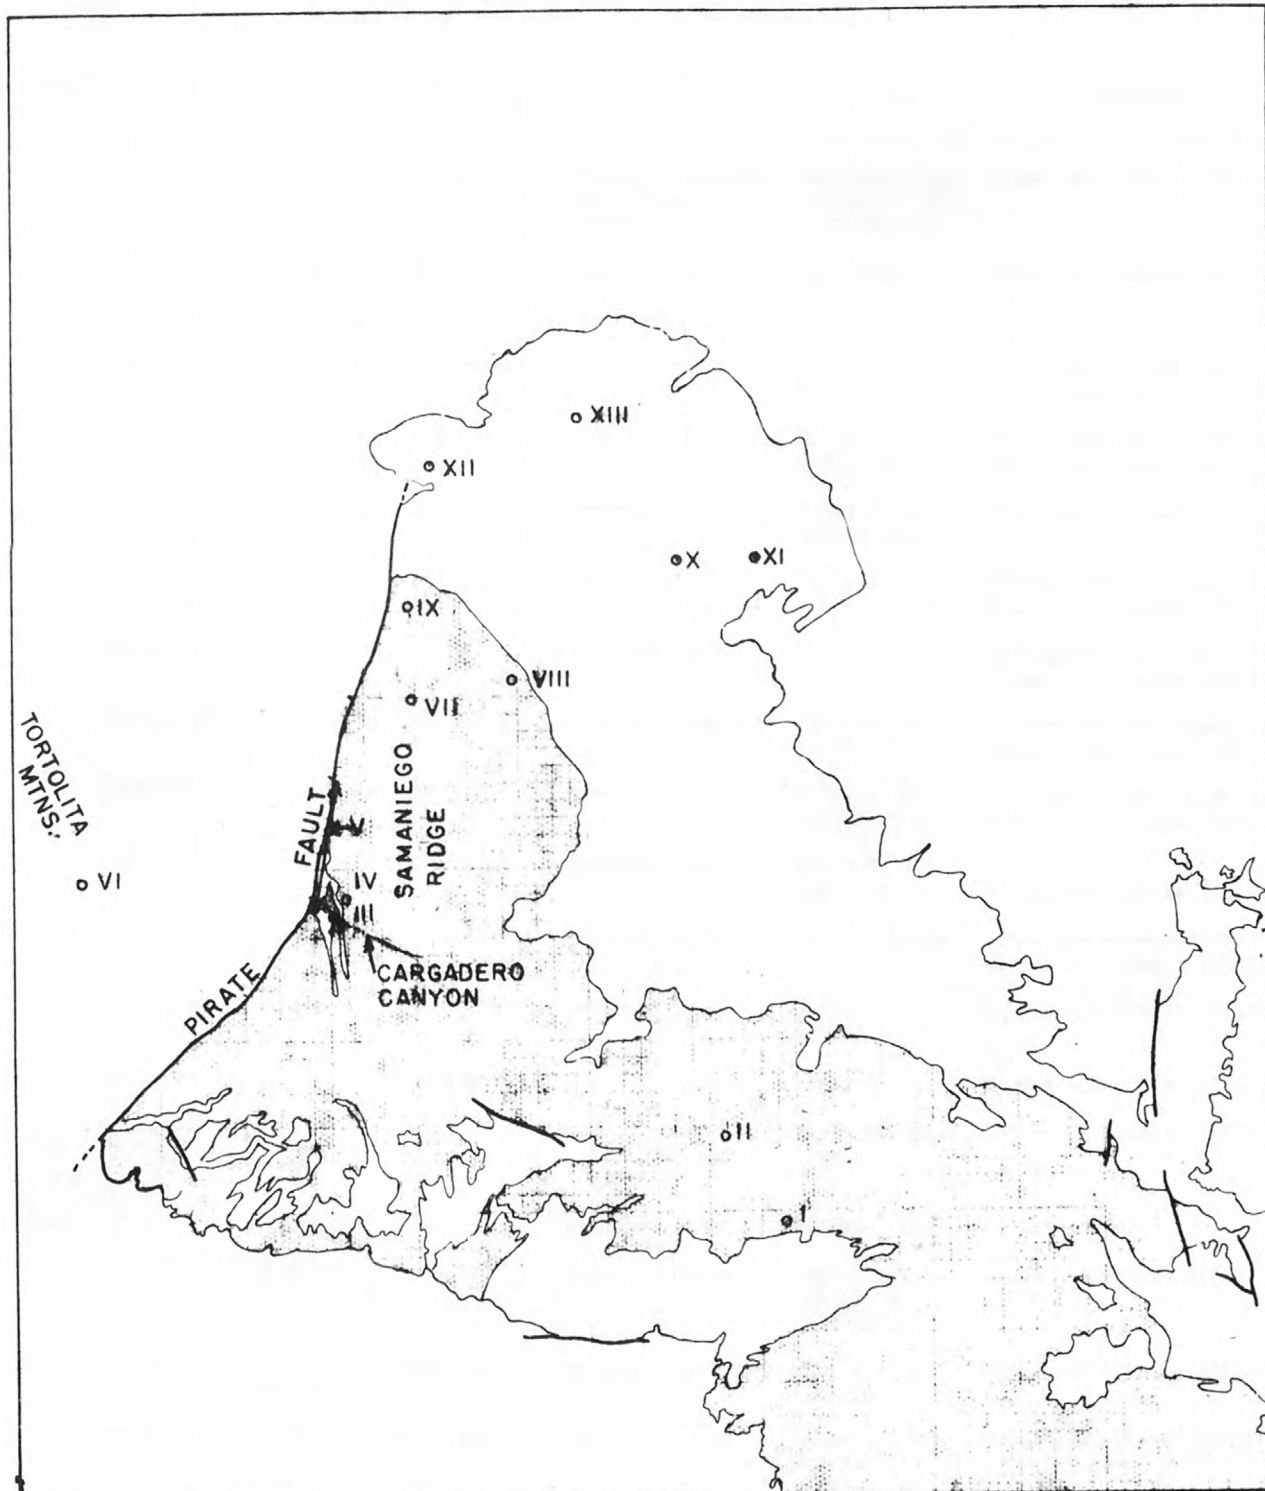 XIII
XII
X
XI
IX
VIII
VII
TORTOLITA
MTNS.
FAULT
V
SAMANIEGO
RIDGE
VI
IV
III
CARGADERO
CANYON
PIRATE
II
I